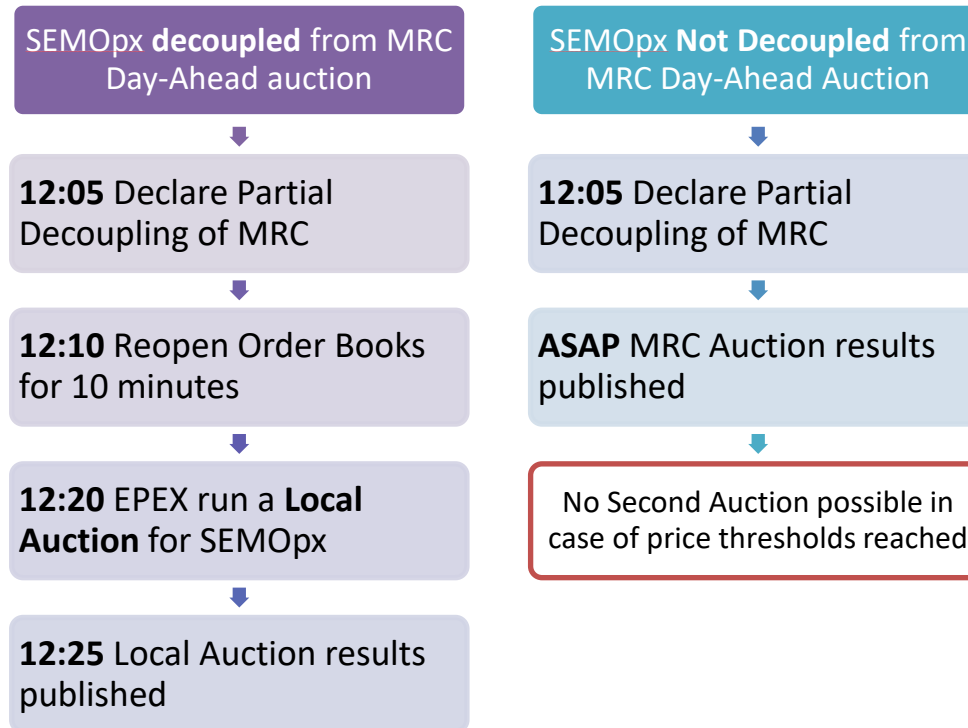 SEMOpx decoupled from MRC
Day-Ahead auction
12:05 Declare Partial
Decoupling of MRC
12:10 Reopen Order Books
for 10 minutes
12:20 EPEX run a Local
Auction for SEMOpx
12:25 Local Auction results
published
SEMOpx Not Decoupled from
MRC Day-Ahead Auction
12:05 Declare Partial
Decoupling of MRC
ASAP MRC Auction results
published
No Second Auction possible in
case of price thresholds reached